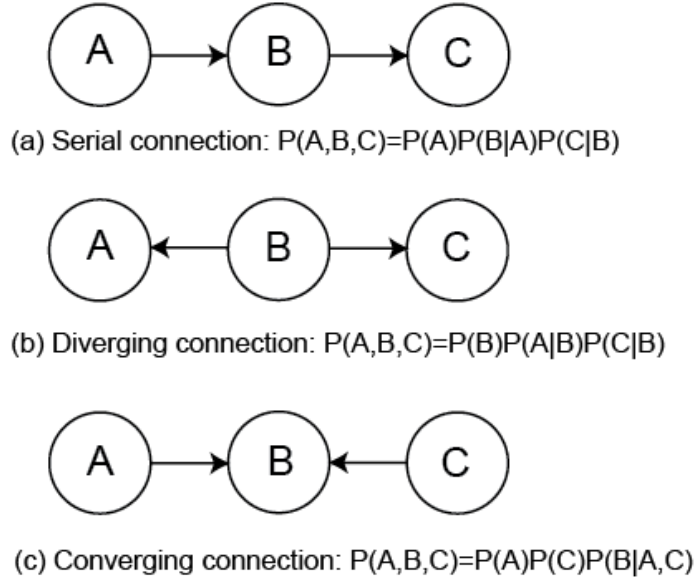 A B C
(a) Serial connection: P(A,B,C)=P(A)P(B|A)P(C|B)
A B C
(b) Diverging connection: P(A,B,C)=P(B)P(A|B)P(C|B)
A B C
(c) Converging connection: P(A,B,C)=P(A)P(C)P(B|A,C)